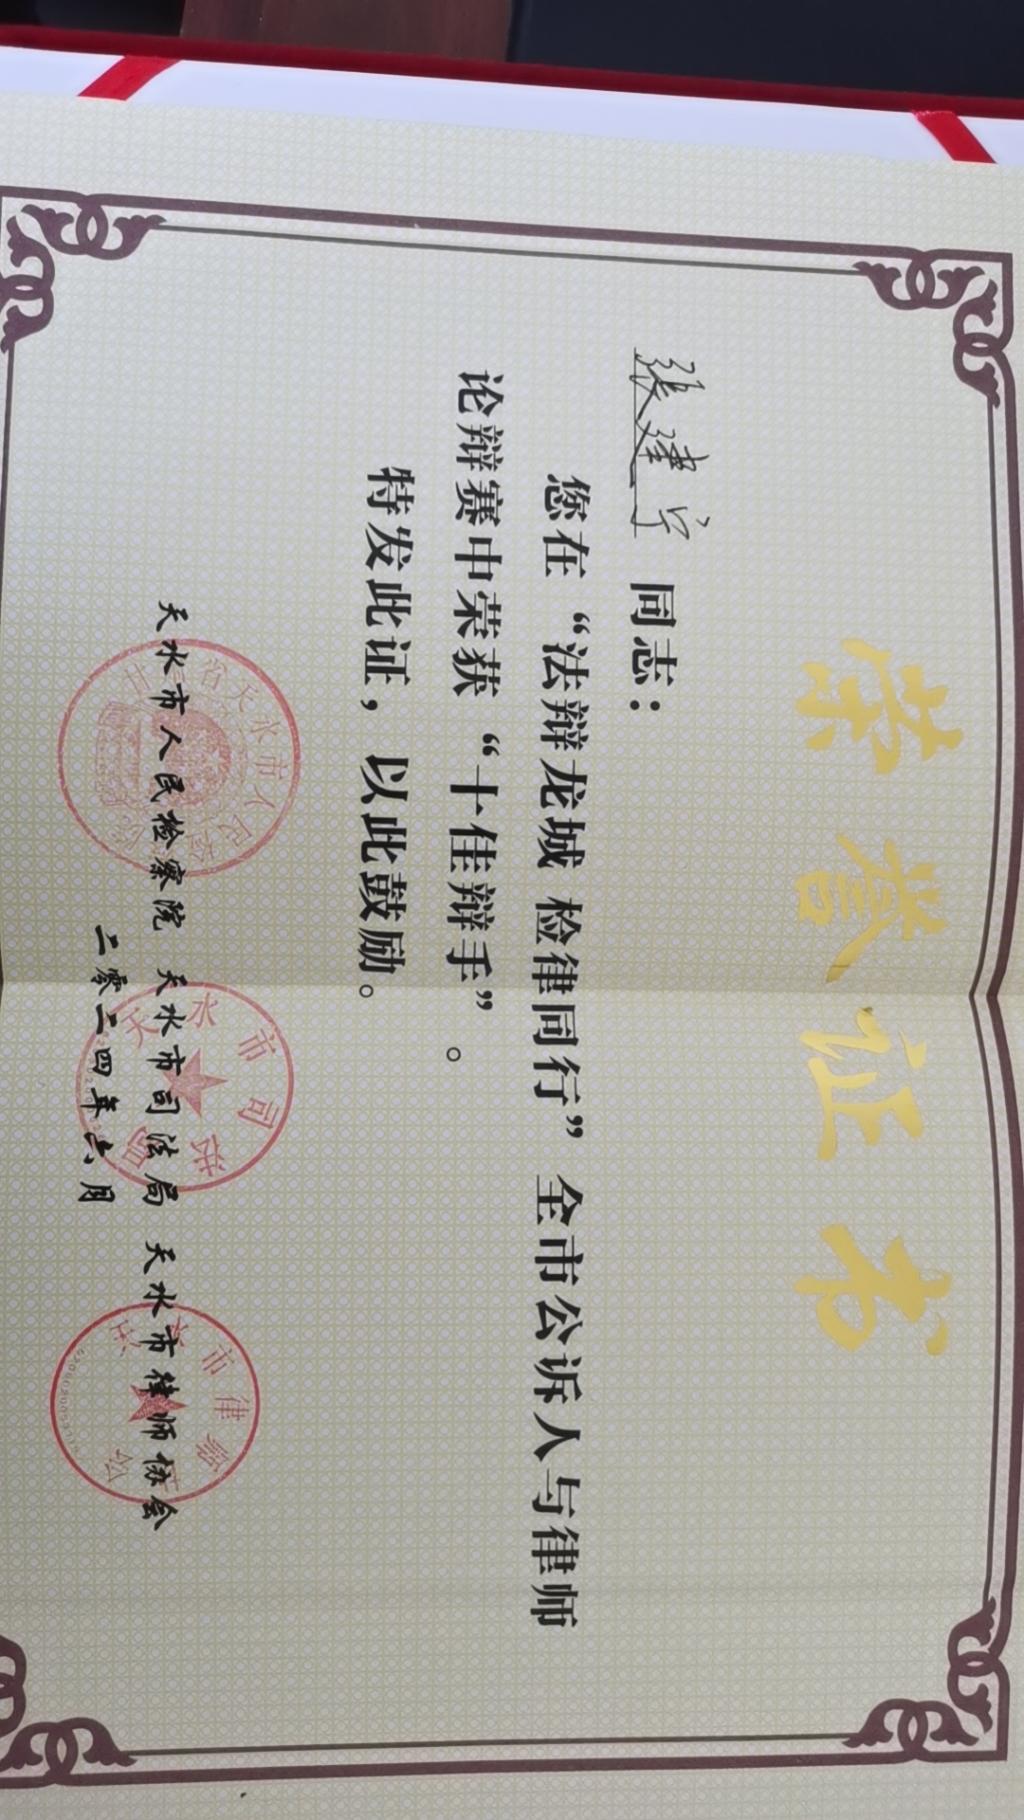 荣誉证书
張建宇 同志：
您在“法辩龙城 检律同行”全市公诉人与律师
论辩赛中荣获“十佳辩手”。
特发此证，以此鼓励。
天水市人民检察院 天水市司法局 天水市律师协会
二零二四年六月